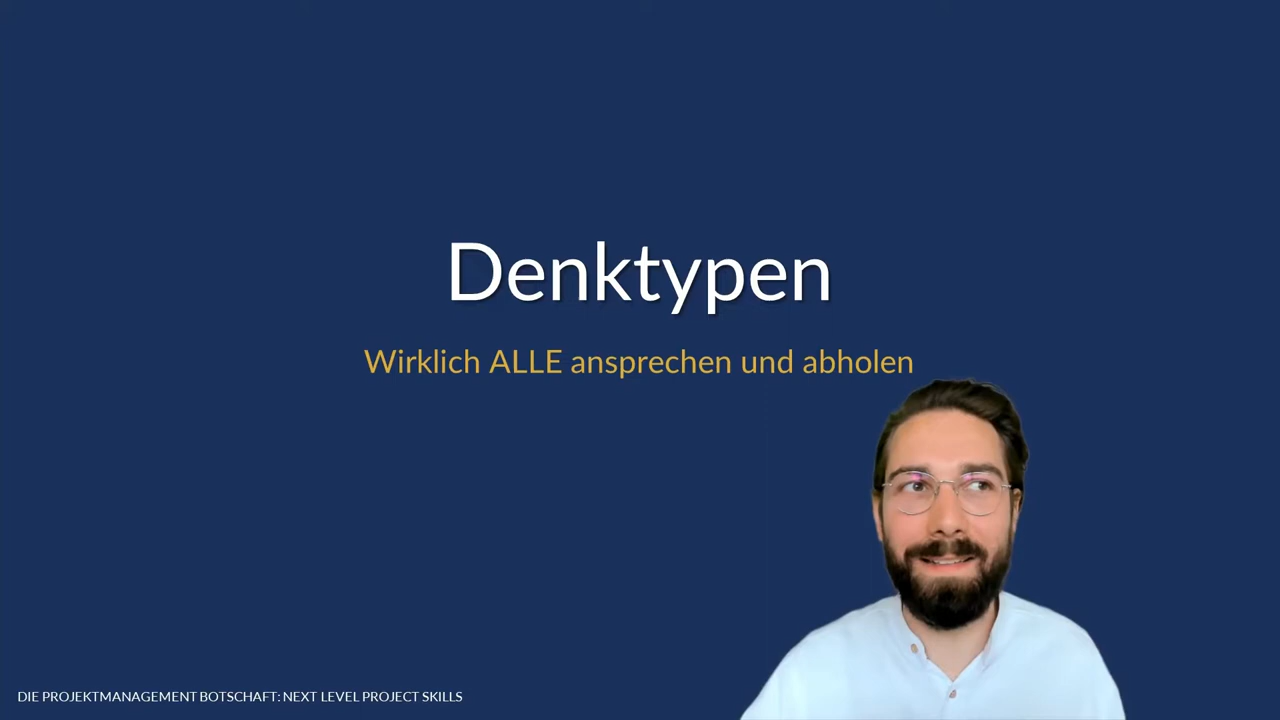 Denktypen
Wirklich ALLE ansprechen und abholen
DIE PROJEKTMANAGEMENT BOTSCHAFT: NEXT LEVEL PROJECT SKILLS